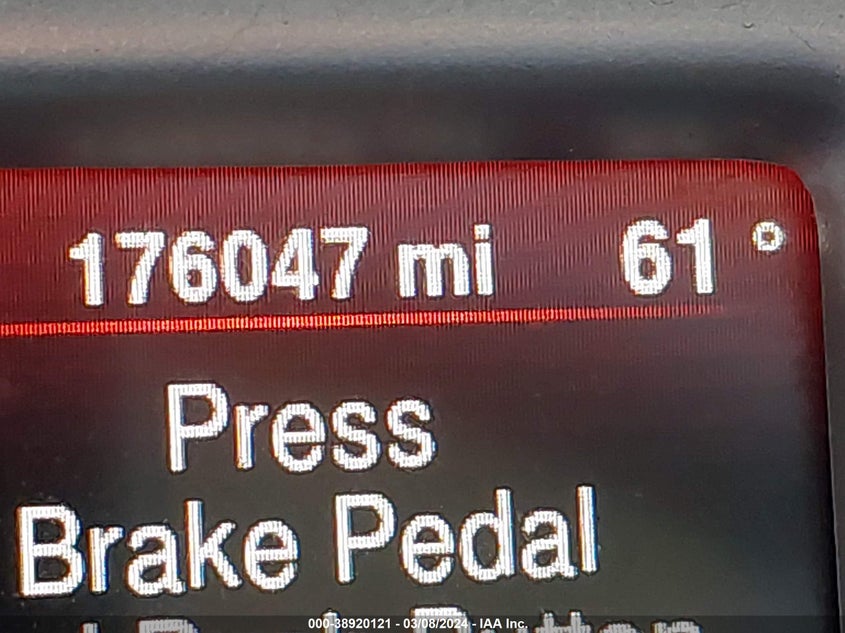 176047 mi 61 °
Press
Brake Pedal
000-38920121 - 03/08/2024 - IAA Inc.